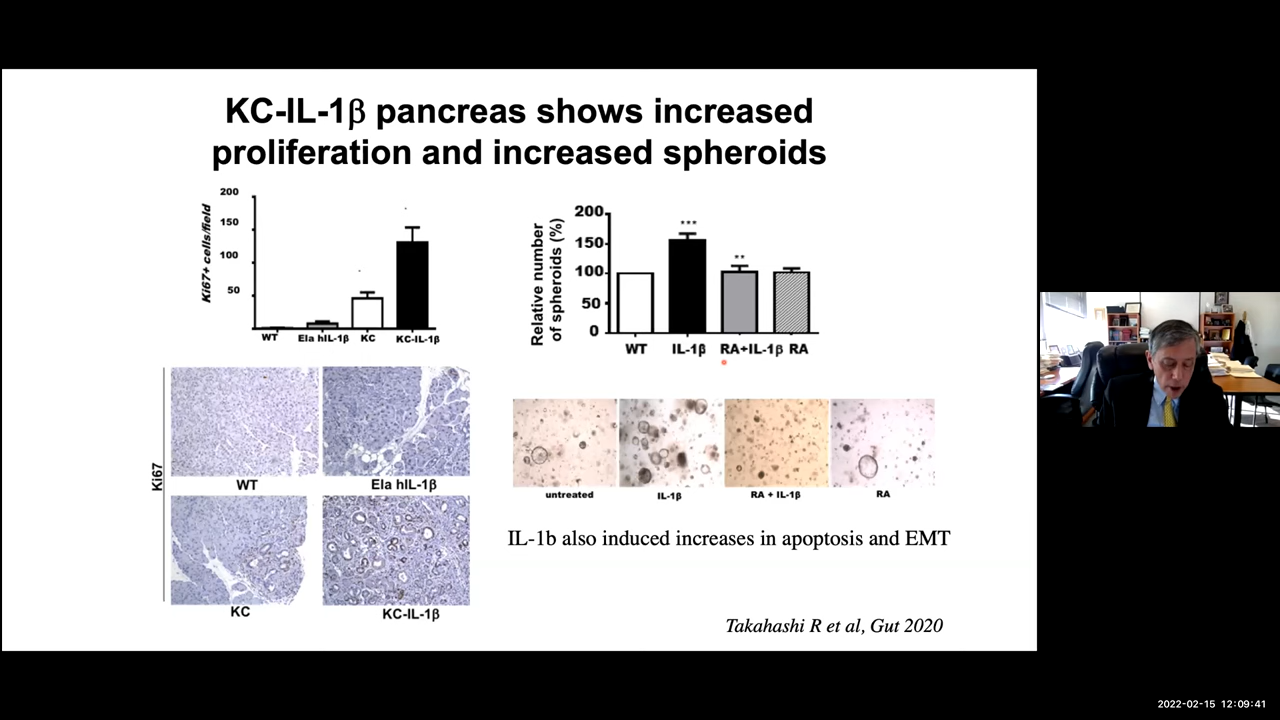 KC-IL-1β pancreas shows increased
proliferation and increased spheroids
Ki67+ cells/field
200
150
100
50
WT
Ela hIL-1β
KC
KC-IL-1β
Relative number
of spheroids (%)
200
150
100
50
0
***
**
WT
IL-1β
RA+IL-1β
RA
Ki67
WT
Ela hIL-1β
KC
KC-IL-1β
untreated
IL-1β
RA + IL-1β
RA
IL-1b also induced increases in apoptosis and EMT
Takahashi R et al, Gut 2020
2022-02-15 12:09:41